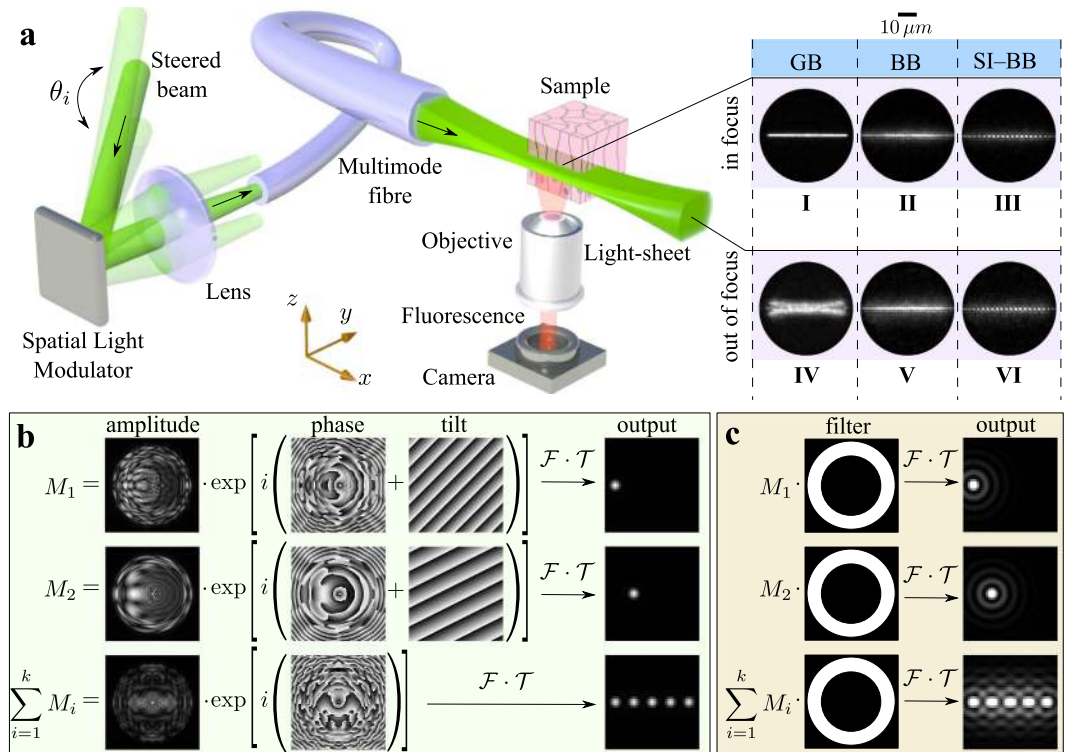 a
θᵢ
Steered
beam
Spatial Light
Modulator
Lens
Multimode
fibre
Sample
Objective
Light-sheet
Fluorescence
Camera
z
y
x
10 μm
GB BB SI–BB
in focus
I II III
out of focus
IV V VI
b
amplitude phase tilt output
M₁ = · exp [ i ( + ) ] F · T
M₂ = · exp [ i ( + ) ] F · T
k
∑ Mᵢ = · exp [ i ( ) ] F · T
i=1
c
filter output
M₁ · F · T
M₂ · F · T
k
∑ Mᵢ · F · T
i=1